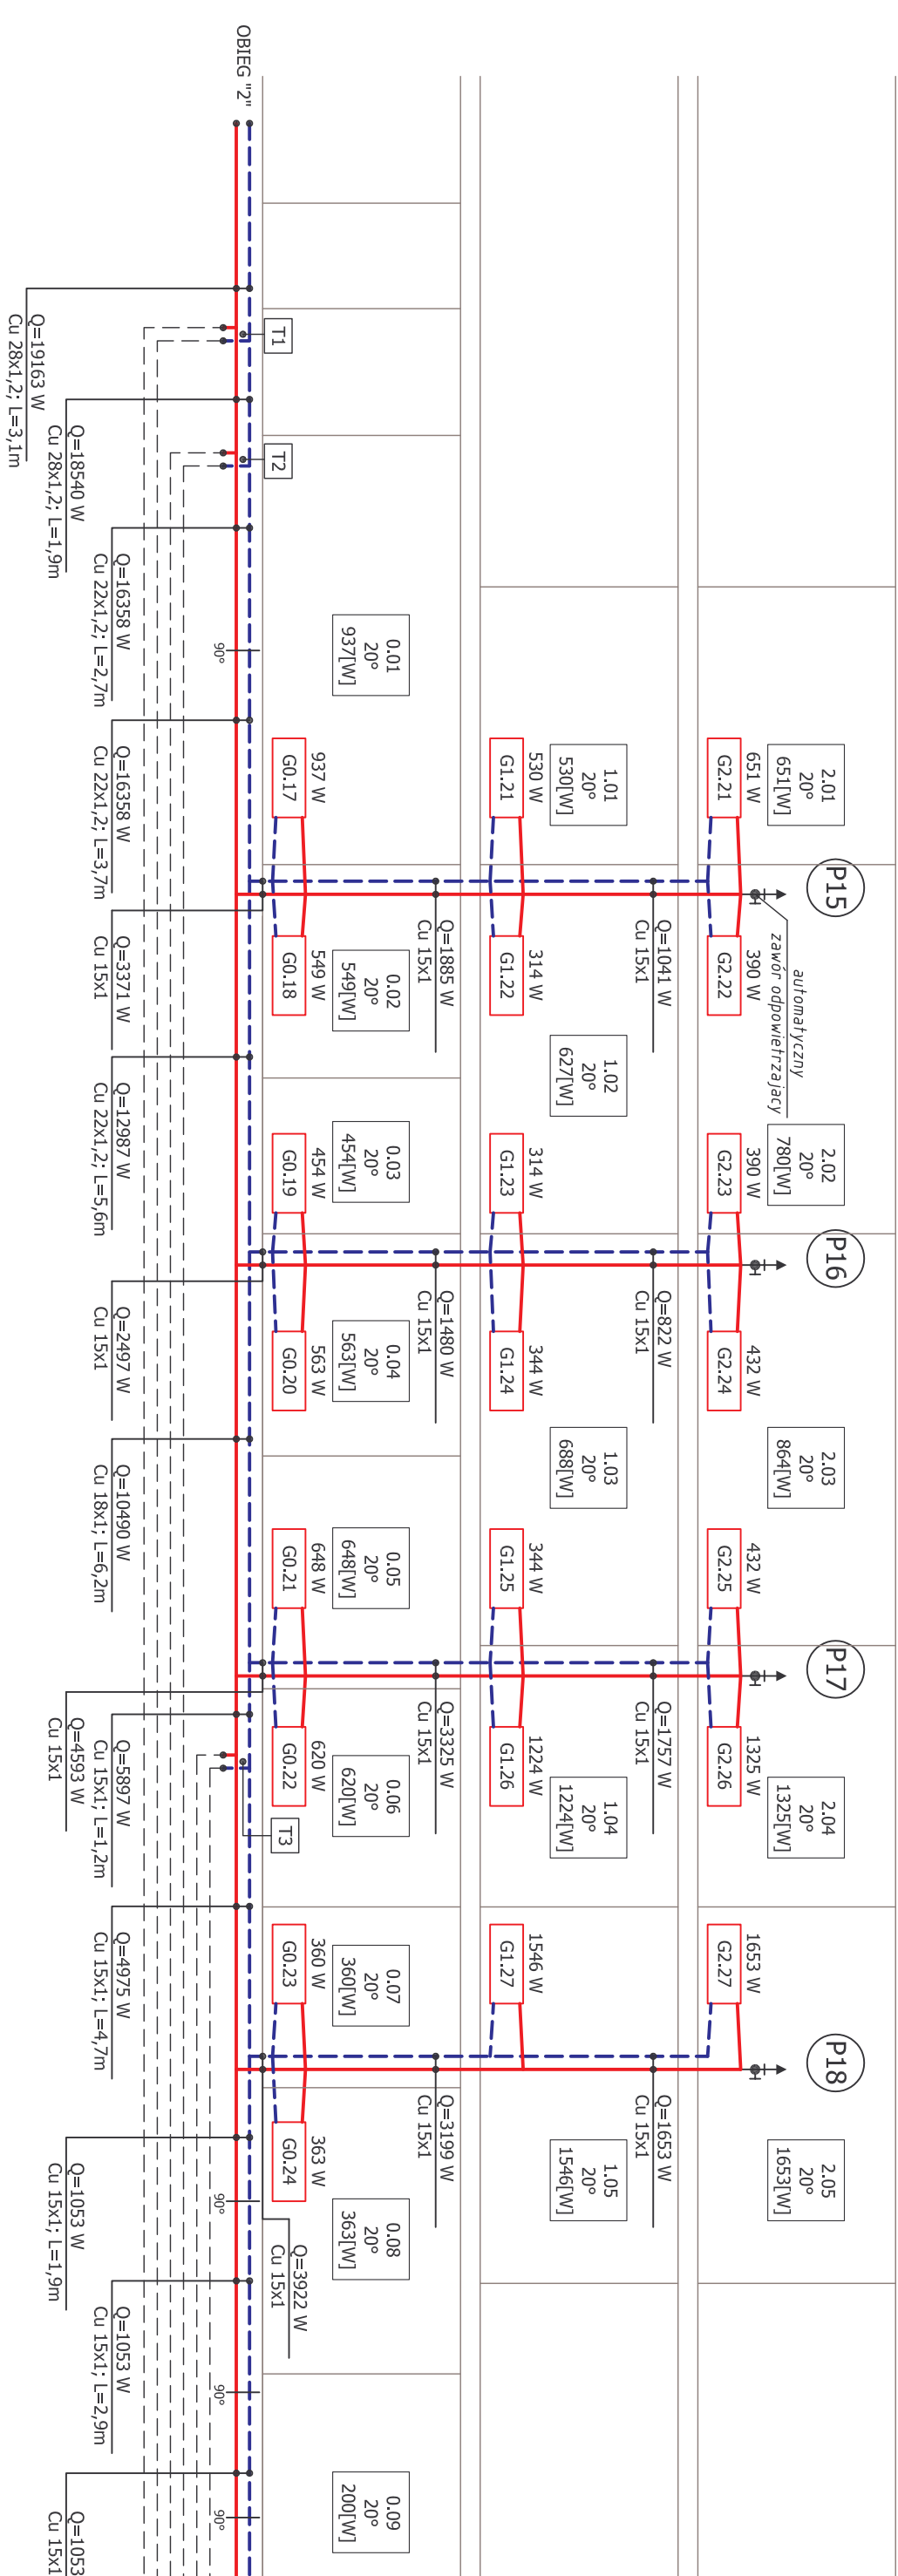 OBIEG "2"
P15
P16
P17
P18
automatyczny
zawór odpowietrzajacy
2.01
20°
651[W]
2.02
20°
780[W]
2.03
20°
864[W]
2.04
20°
1325[W]
2.05
20°
1653[W]
651 W
G2.21
390 W
G2.22
390 W
G2.23
432 W
G2.24
432 W
G2.25
1325 W
G2.26
1653 W
G2.27
Q=1041 W
Cu 15x1
Q=822 W
Cu 15x1
Q=1757 W
Cu 15x1
Q=1653 W
Cu 15x1
1.01
20°
530[W]
1.02
20°
627[W]
1.03
20°
688[W]
1.04
20°
1224[W]
1.05
20°
1546[W]
530 W
G1.21
314 W
G1.22
314 W
G1.23
344 W
G1.24
344 W
G1.25
1224 W
G1.26
1546 W
G1.27
Q=1885 W
Cu 15x1
Q=1480 W
Cu 15x1
Q=3325 W
Cu 15x1
Q=3199 W
Cu 15x1
0.01
20°
937[W]
0.02
20°
549[W]
0.03
20°
454[W]
0.04
20°
563[W]
0.05
20°
648[W]
0.06
20°
620[W]
0.07
20°
360[W]
0.08
20°
363[W]
0.09
20°
200[W]
937 W
G0.17
549 W
G0.18
454 W
G0.19
563 W
G0.20
648 W
G0.21
620 W
G0.22
360 W
G0.23
363 W
G0.24
Q=3922 W
Cu 15x1
T1
T2
T3
90°
90°
90°
90°
Q=19163 W
Cu 28x1,2; L=3,1m
Q=18540 W
Cu 28x1,2; L=1,9m
Q=16358 W
Cu 22x1,2; L=2,7m
Q=16358 W
Cu 22x1,2; L=3,7m
Q=3371 W
Cu 15x1
Q=12987 W
Cu 22x1,2; L=5,6m
Q=2497 W
Cu 15x1
Q=10490 W
Cu 18x1; L=6,2m
Q=4593 W
Cu 15x1
Q=5897 W
Cu 15x1; L=1,2m
Q=4975 W
Cu 15x1; L=4,7m
Q=1053 W
Cu 15x1; L=1,9m
Q=1053 W
Cu 15x1; L=2,9m
Q=1053
Cu 15x1